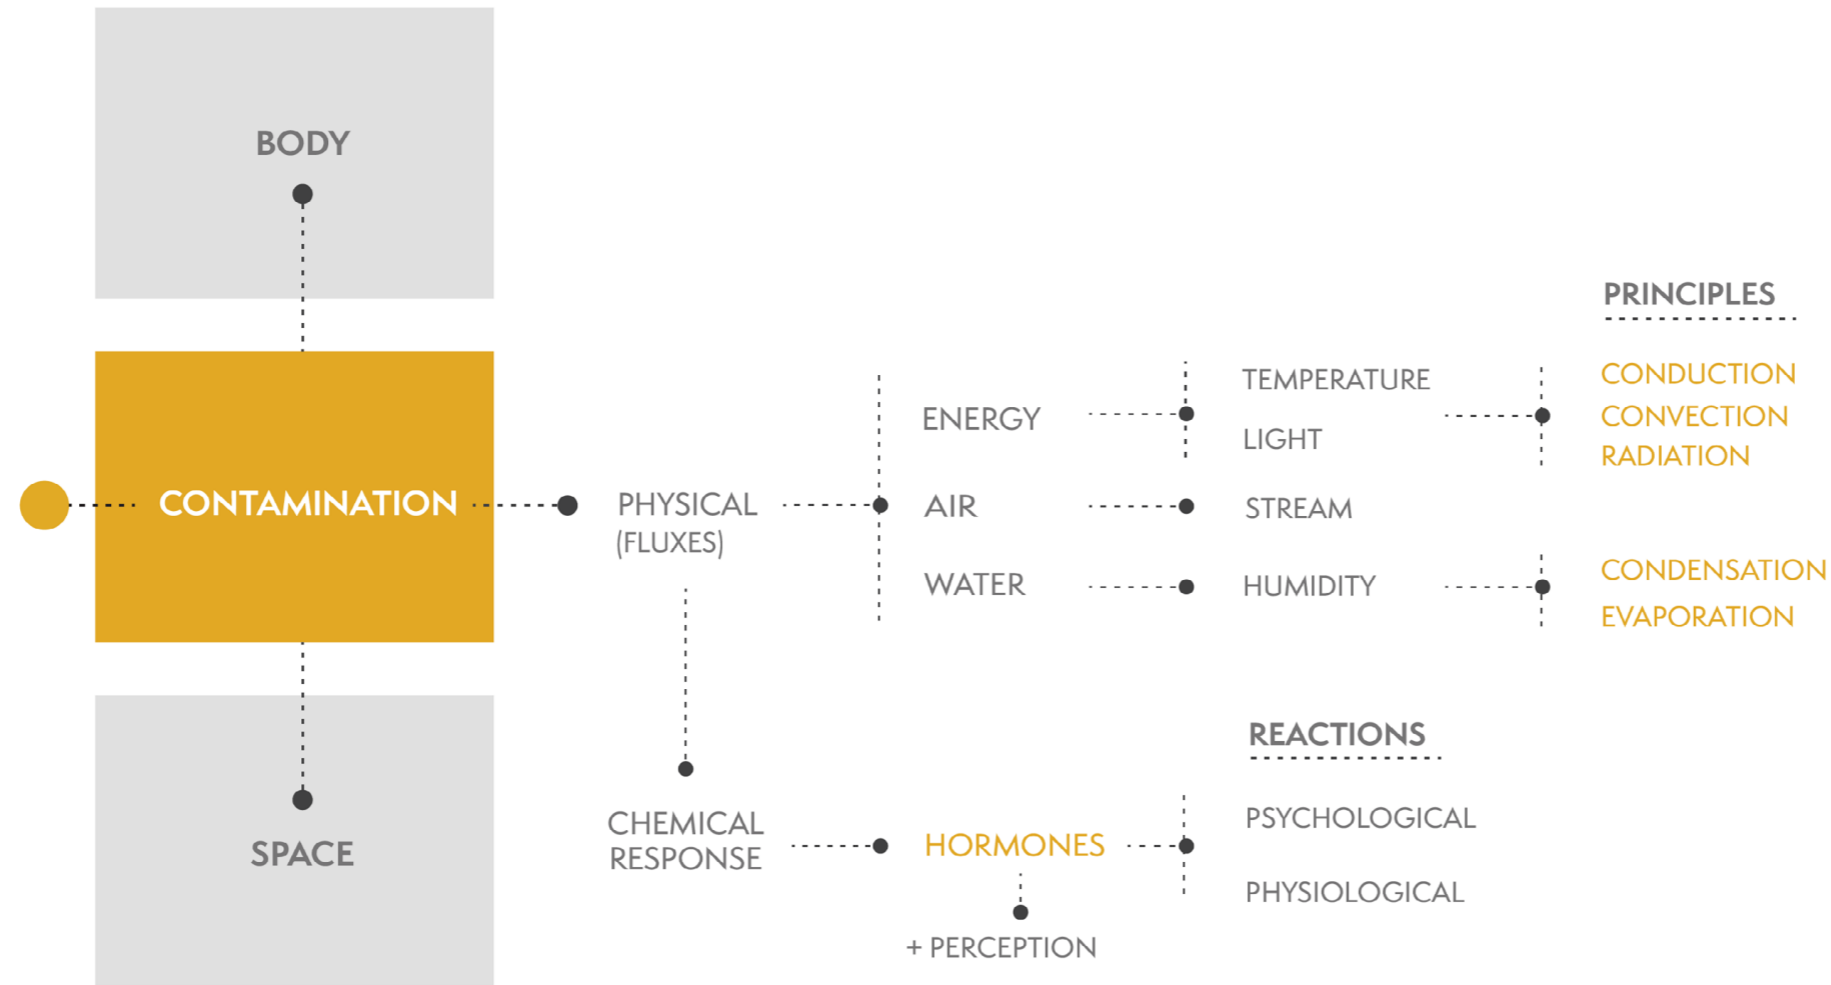 BODY
CONTAMINATION
SPACE
PHYSICAL
(FLUXES)
ENERGY
AIR
WATER
TEMPERATURE
LIGHT
STREAM
HUMIDITY
PRINCIPLES
CONDUCTION
CONVECTION
RADIATION
CONDENSATION
EVAPORATION
CHEMICAL
RESPONSE
HORMONES
+ PERCEPTION
REACTIONS
PSYCHOLOGICAL
PHYSIOLOGICAL